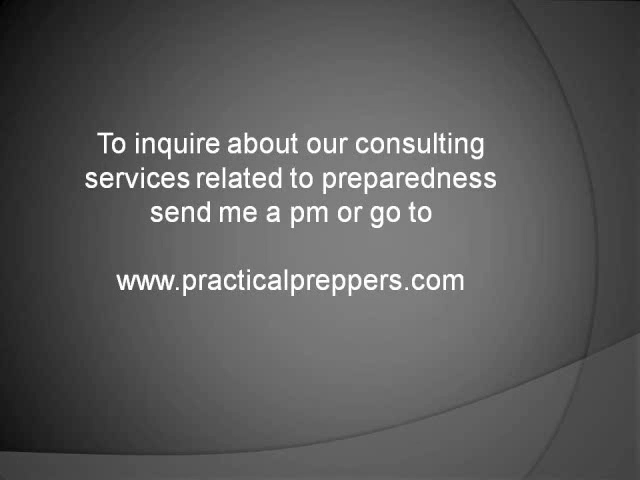 To inquire about our consulting
services related to preparedness
send me a pm or go to
www.practicalpreppers.com